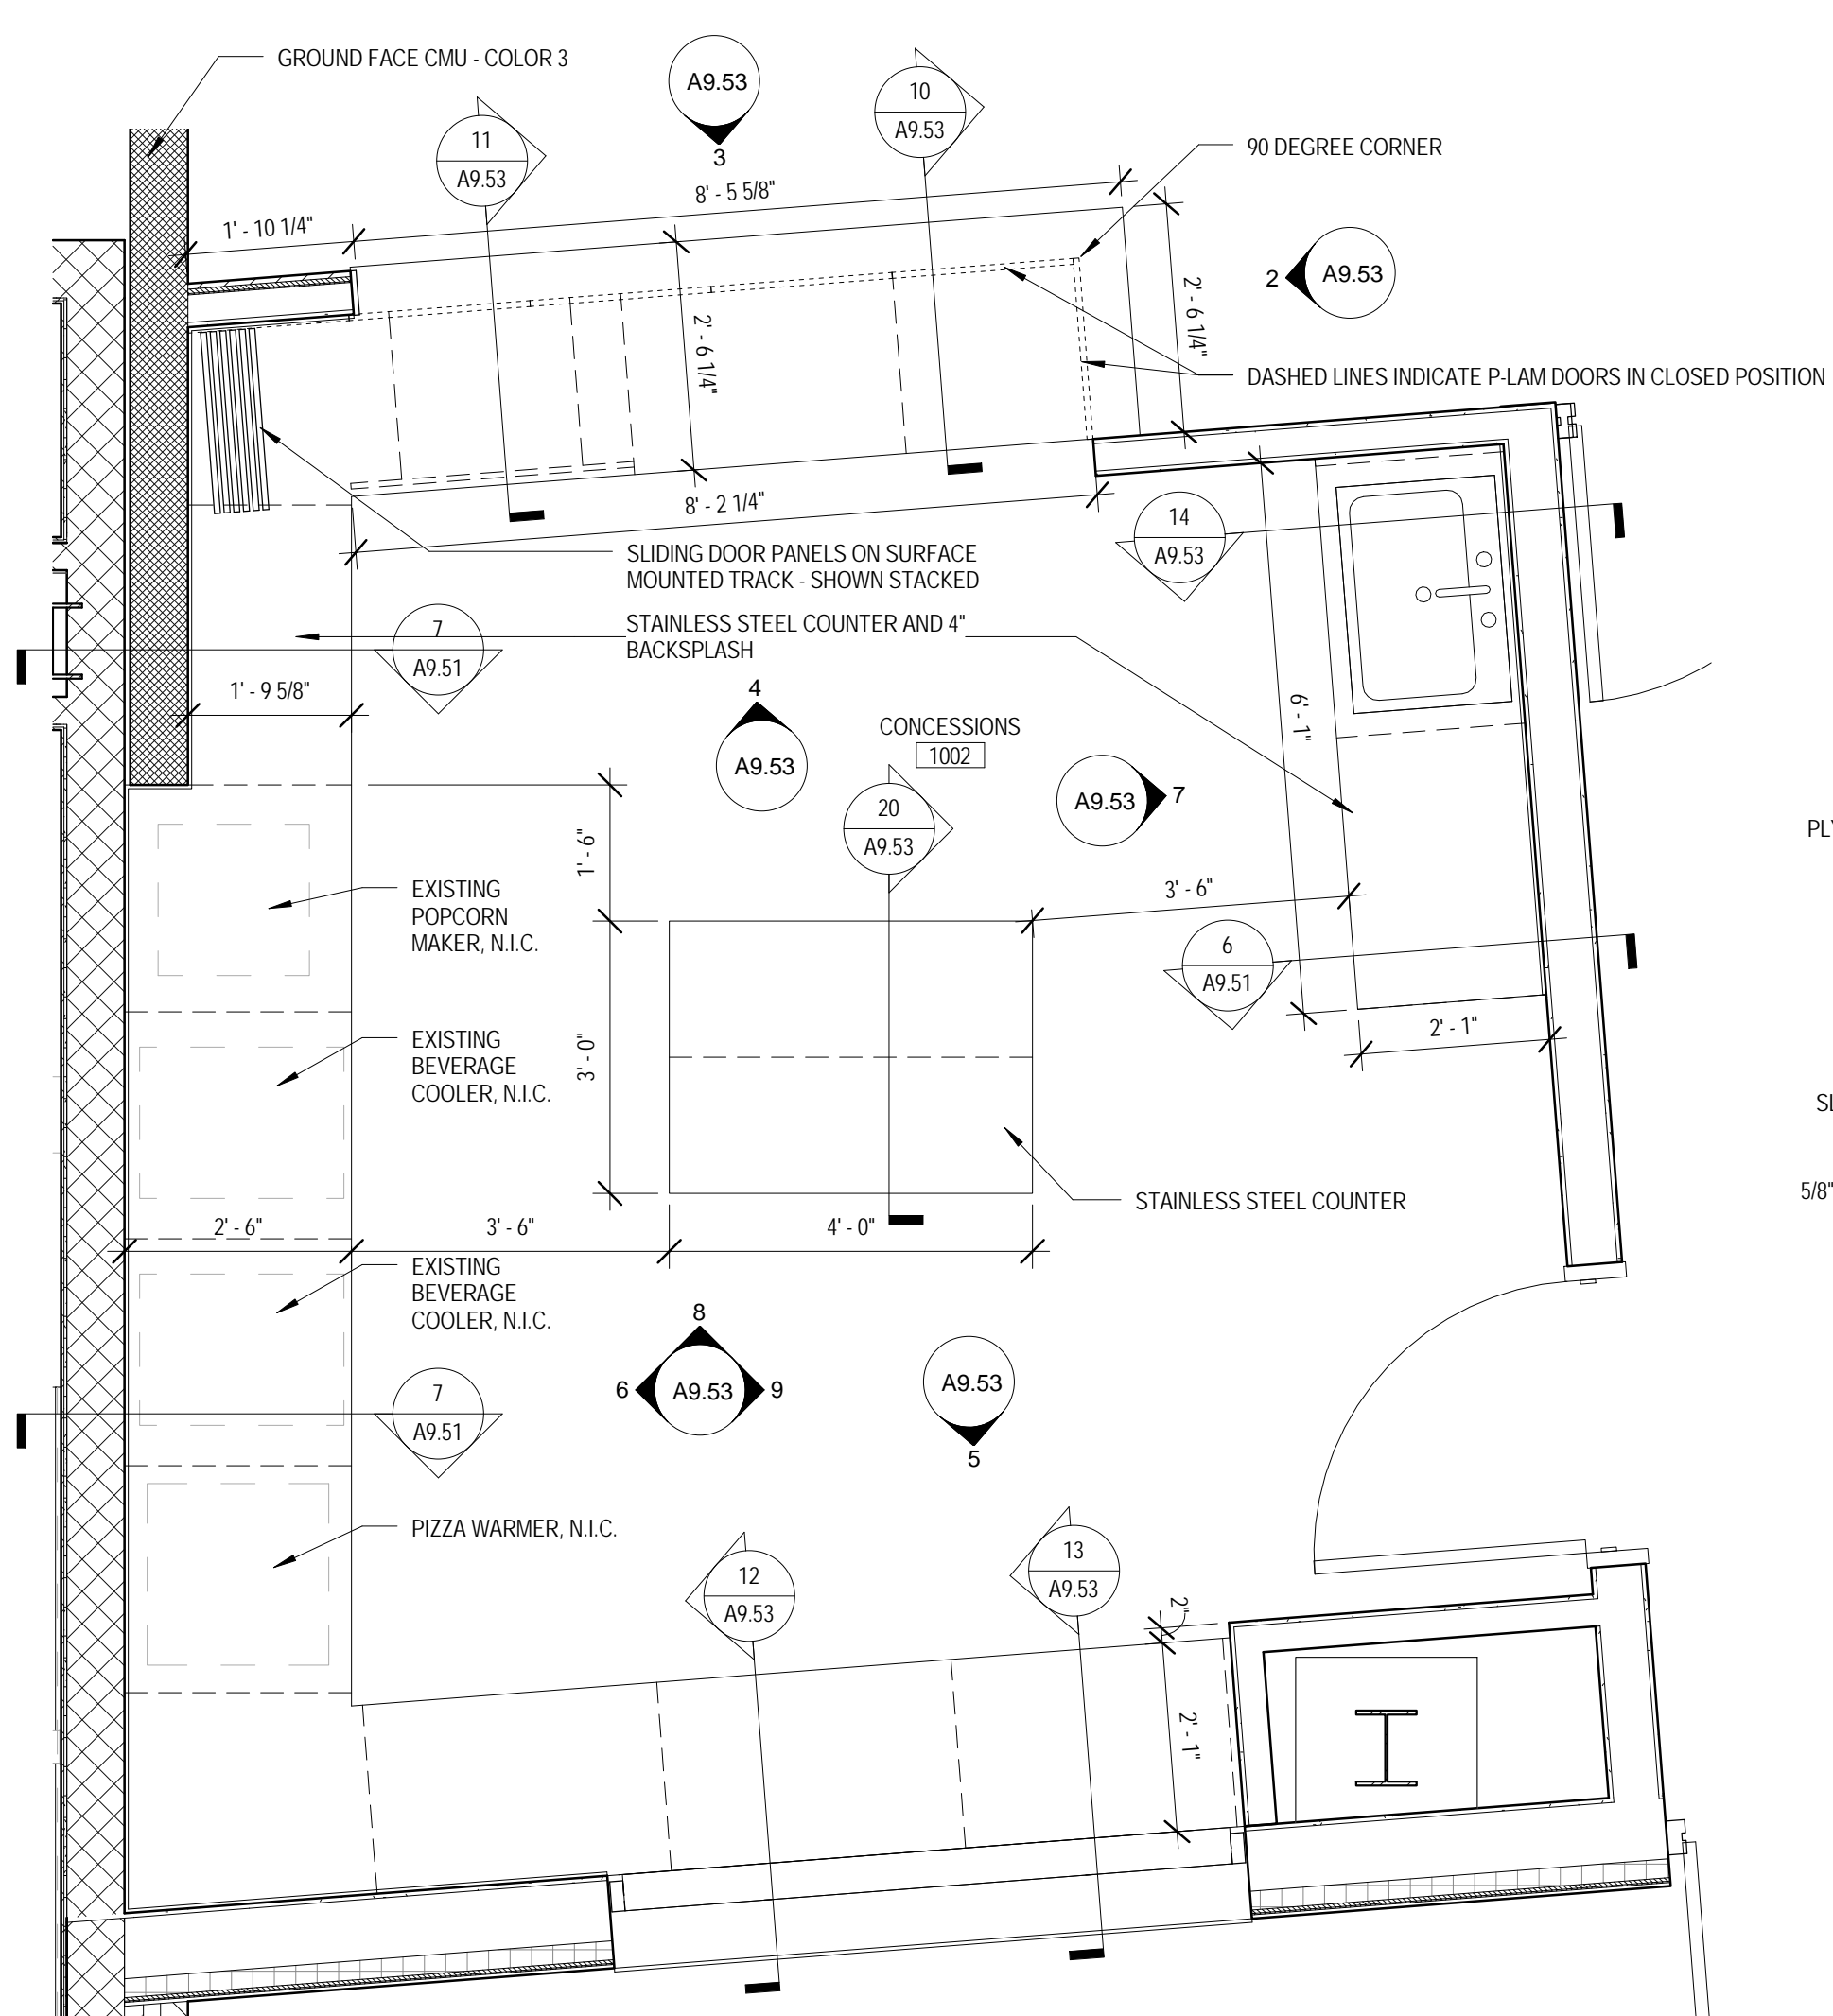 GROUND FACE CMU - COLOR 3
A9.53
3
10
A9.53
11
A9.53
90 DEGREE CORNER
8' - 5 5/8"
1' - 10 1/4"
2
A9.53
2' - 6 1/4"
2' - 6 1/4"
DASHED LINES INDICATE P-LAM DOORS IN CLOSED POSITION
8' - 2 1/4"
14
A9.53
SLIDING DOOR PANELS ON SURFACE
MOUNTED TRACK - SHOWN STACKED
STAINLESS STEEL COUNTER AND 4"
BACKSPLASH
7
A9.51
1' - 9 5/8"
4
A9.53
CONCESSIONS
1002
6' - 1"
A9.53
7
20
A9.53
1' - 6"
EXISTING
POPCORN
MAKER, N.I.C.
3' - 6"
6
A9.51
2' - 1"
EXISTING
BEVERAGE
COOLER, N.I.C.
3' - 0"
SL
5/8"
STAINLESS STEEL COUNTER
2' - 6"
3' - 6"
4' - 0"
EXISTING
BEVERAGE
COOLER, N.I.C.
8
6
A9.53
9
A9.53
5
7
A9.51
PIZZA WARMER, N.I.C.
12
A9.53
13
A9.53
2"
2' - 1"